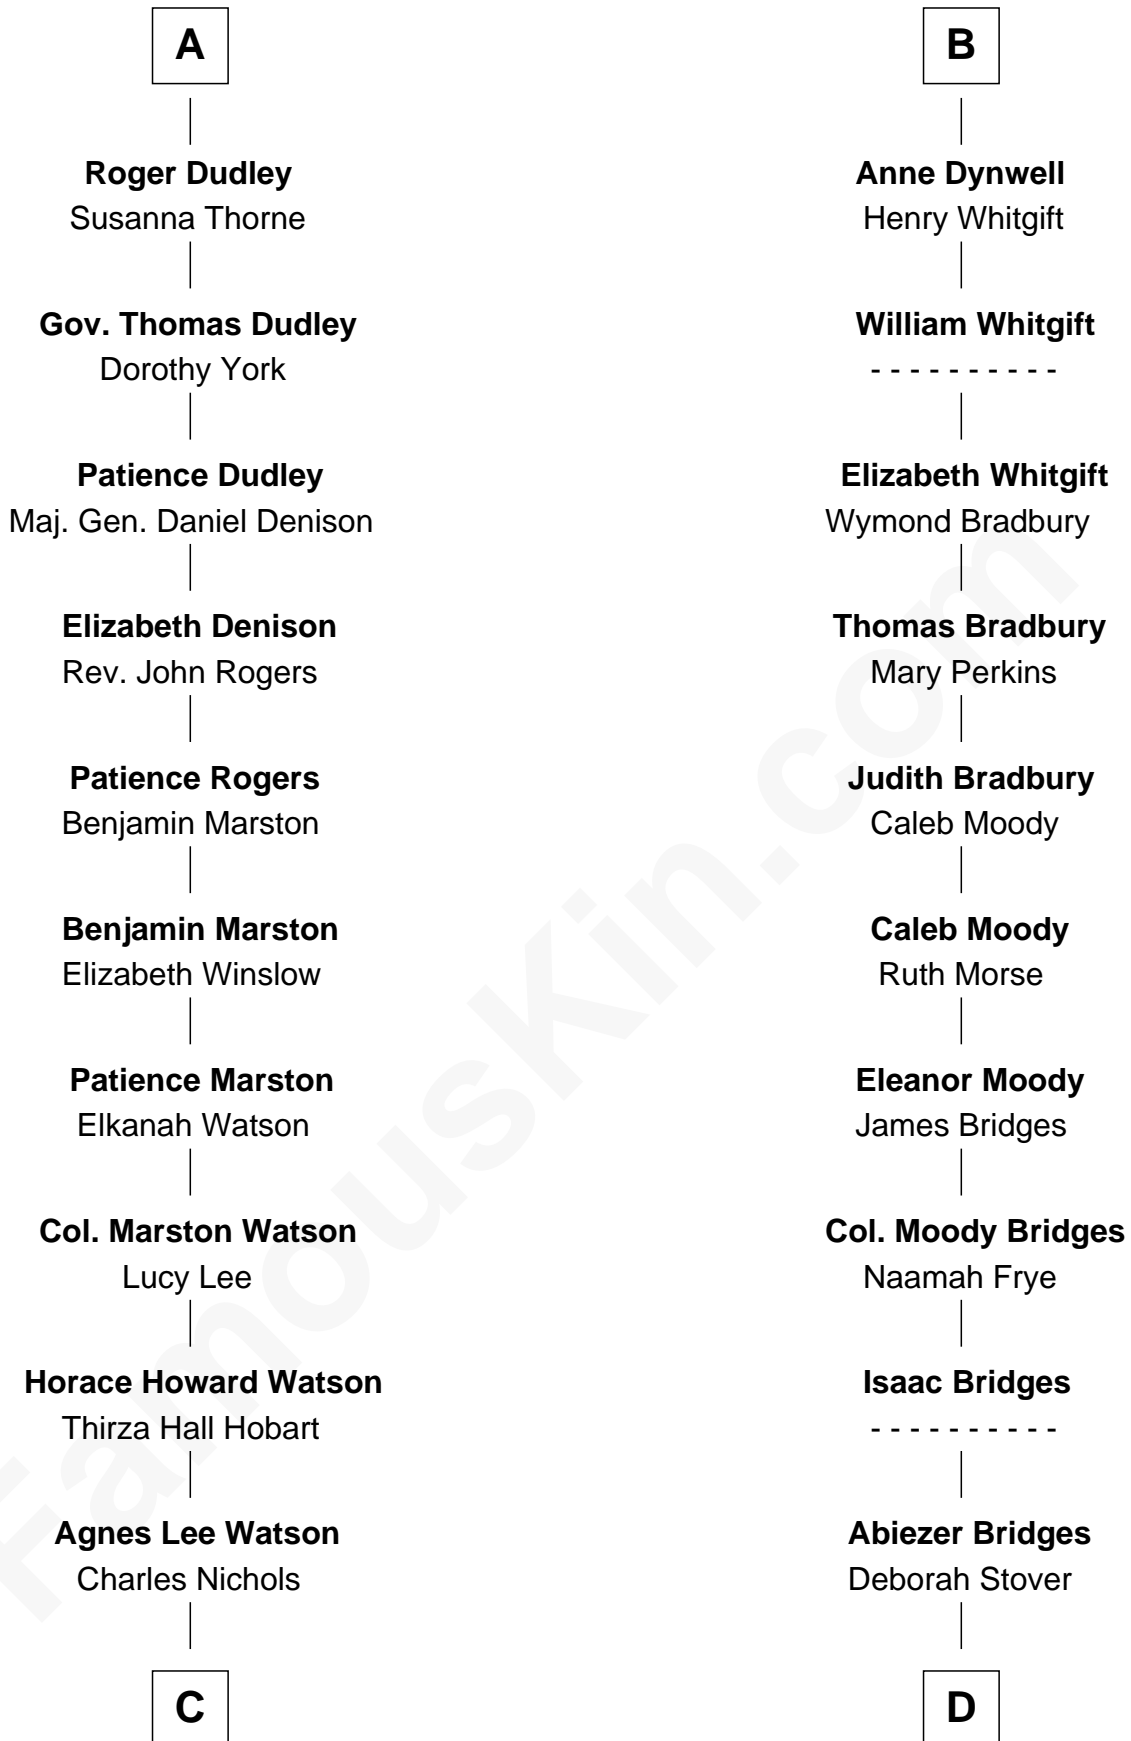 A
Roger Dudley
Susanna Thorne
Gov. Thomas Dudley
Dorothy York
Patience Dudley
Maj. Gen. Daniel Denison
Elizabeth Denison
Rev. John Rogers
Patience Rogers
Benjamin Marston
Benjamin Marston
Elizabeth Winslow
Patience Marston
Elkanah Watson
Col. Marston Watson
Lucy Lee
Horace Howard Watson
Thirza Hall Hobart
Agnes Lee Watson
Charles Nichols
C
B
Anne Dynwell
Henry Whitgift
William Whitgift
- - - - - - - - - -
Elizabeth Whitgift
Wymond Bradbury
Thomas Bradbury
Mary Perkins
Judith Bradbury
Caleb Moody
Caleb Moody
Ruth Morse
Eleanor Moody
James Bridges
Col. Moody Bridges
Naamah Frye
Isaac Bridges
- - - - - - - - - -
Abiezer Bridges
Deborah Stover
D
FamousKin.com